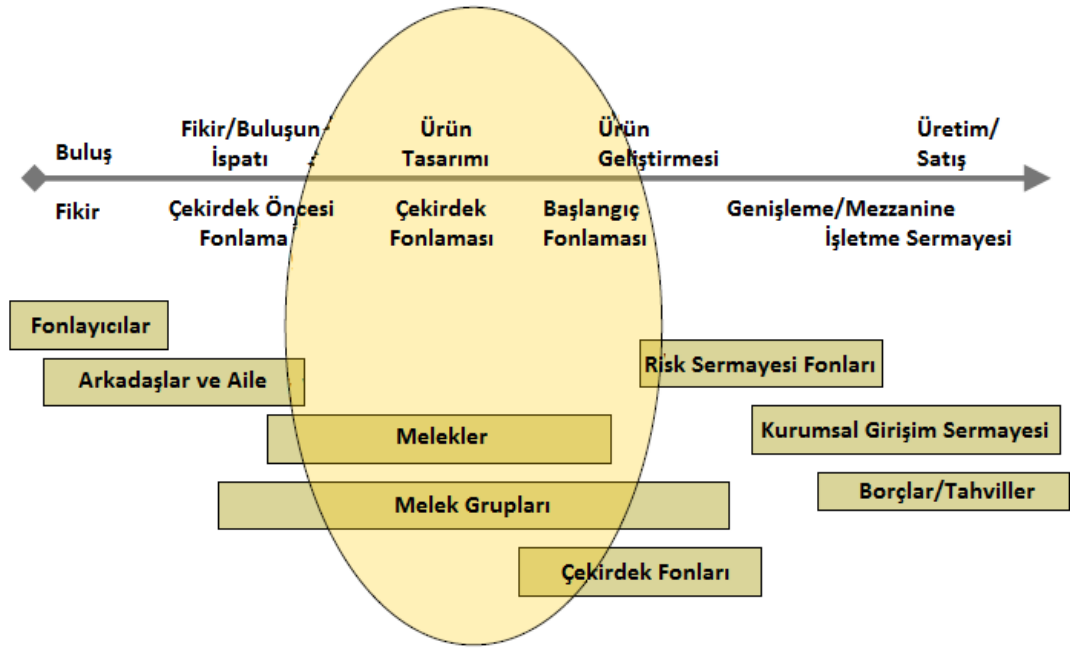 Buluş
Fikir/Buluşun
İspatı
Ürün
Tasarımı
Ürün
Geliştirmesi
Üretim/
Satış
Fikir
Çekirdek Öncesi
Fonlama
Çekirdek
Fonlaması
Başlangıç
Fonlaması
Genişleme/Mezzanine
İşletme Sermayesi
Fonlayıcılar
Arkadaşlar ve Aile
Risk Sermayesi Fonları
Melekler
Kurumsal Girişim Sermayesi
Melek Grupları
Borçlar/Tahviller
Çekirdek Fonları